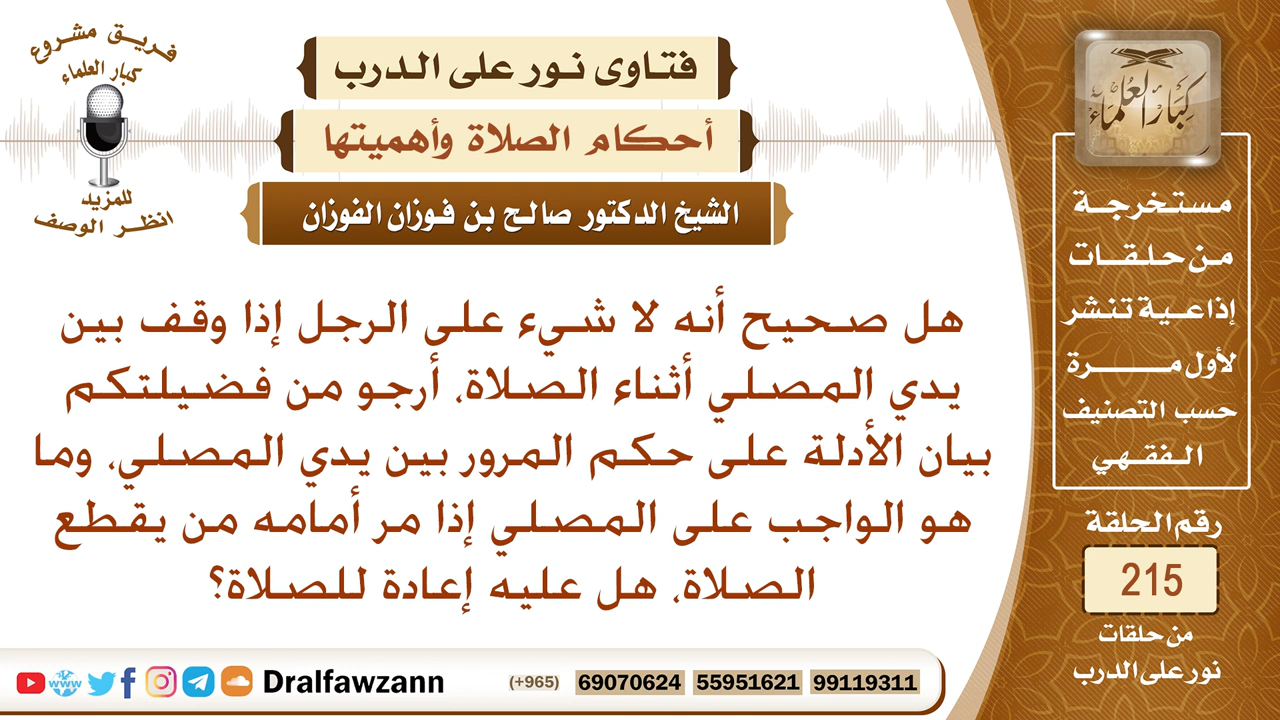 فريق مشروع
كبار العلماء
للمزيد
انظر الوصف
فتاوى نور على الدرب
أحكام الصلاة وأهميتها
الشيخ الدكتور صالح بن فوزان الفوزان
هل صحيح أنه لا شيء على الرجل إذا وقف بين
يدي المصلي أثناء الصلاة، أرجو من فضيلتكم
بيان الأدلة على حكم المرور بين يدي المصلي، وما
هو الواجب على المصلي إذا مر أمامه من يقطع
الصلاة، هل عليه إعادة للصلاة؟
كبار العلماء
مستخرجة
من حلقات
إذاعية تنشر
لأول مرة
حسب التصنيف
الفقهي
رقم الحلقة
215
من حلقات
نور على الدرب
www Dralfawzann (+965) 69070624 55951621 99119311